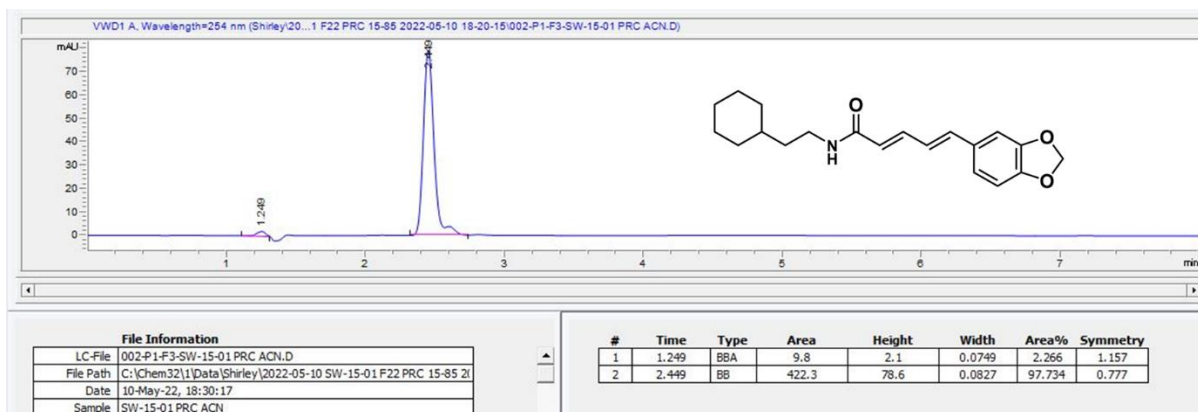 VWD1 A, Wavelength=254 nm (Shirley\20...1 F22 PRC 15-85 2022-05-10 18-20-15\002-P1-F3-SW-15-01 PRC ACN.D)
mAU
70
60
50
40
30
20
10
0
1.249
2.449
1 2 3 4 5 6 7 min
O
N
H
O
O
File Information
LC-File 002-P1-F3-SW-15-01 PRC ACN.D
File Path C:\Chem32\1\Data\Shirley\2022-05-10 SW-15-01 F22 PRC 15-85 2(
Date 10-May-22, 18:30:17
Sample SW-15-01 PRC ACN
# Time Type Area Height Width Area% Symmetry
1 1.249 BBA 9.8 2.1 0.0749 2.266 1.157
2 2.449 BB 422.3 78.6 0.0827 97.734 0.777